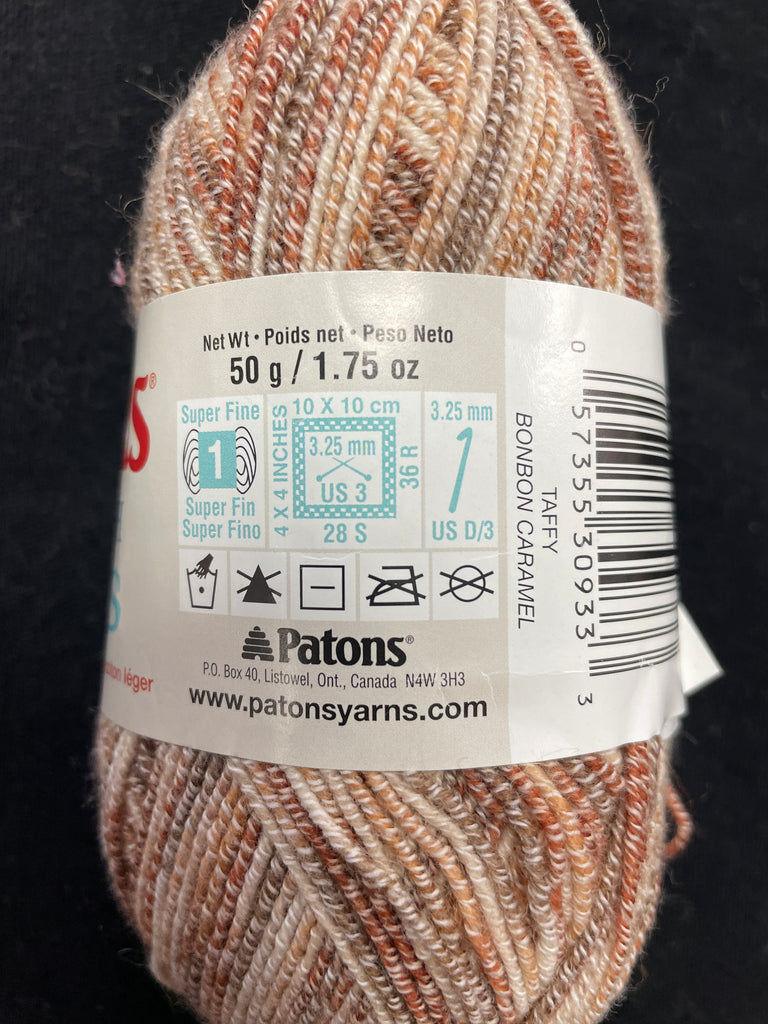 Net Wt • Poids net • Peso Neto
50 g / 1.75 oz
Super Fine
1
Super Fin
Super Fino
10 X 10 cm
4 X 4 INCHES
3.25 mm
US 3
36 R
28 S
3.25 mm
US D/3
Patons®
P.O. Box 40, Listowel, Ont., Canada N4W 3H3
www.patonsyarns.com
TAFFY
BONBON CARAMEL
0 57355 30933 3
S®
S
léger